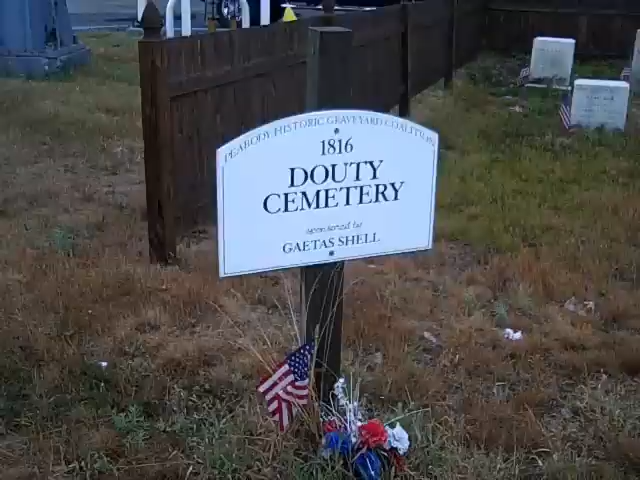 PEABODY HISTORIC GRAVEYARD COALITION
1816
DOUTY
CEMETERY
sponsored by
GAETAS SHELL